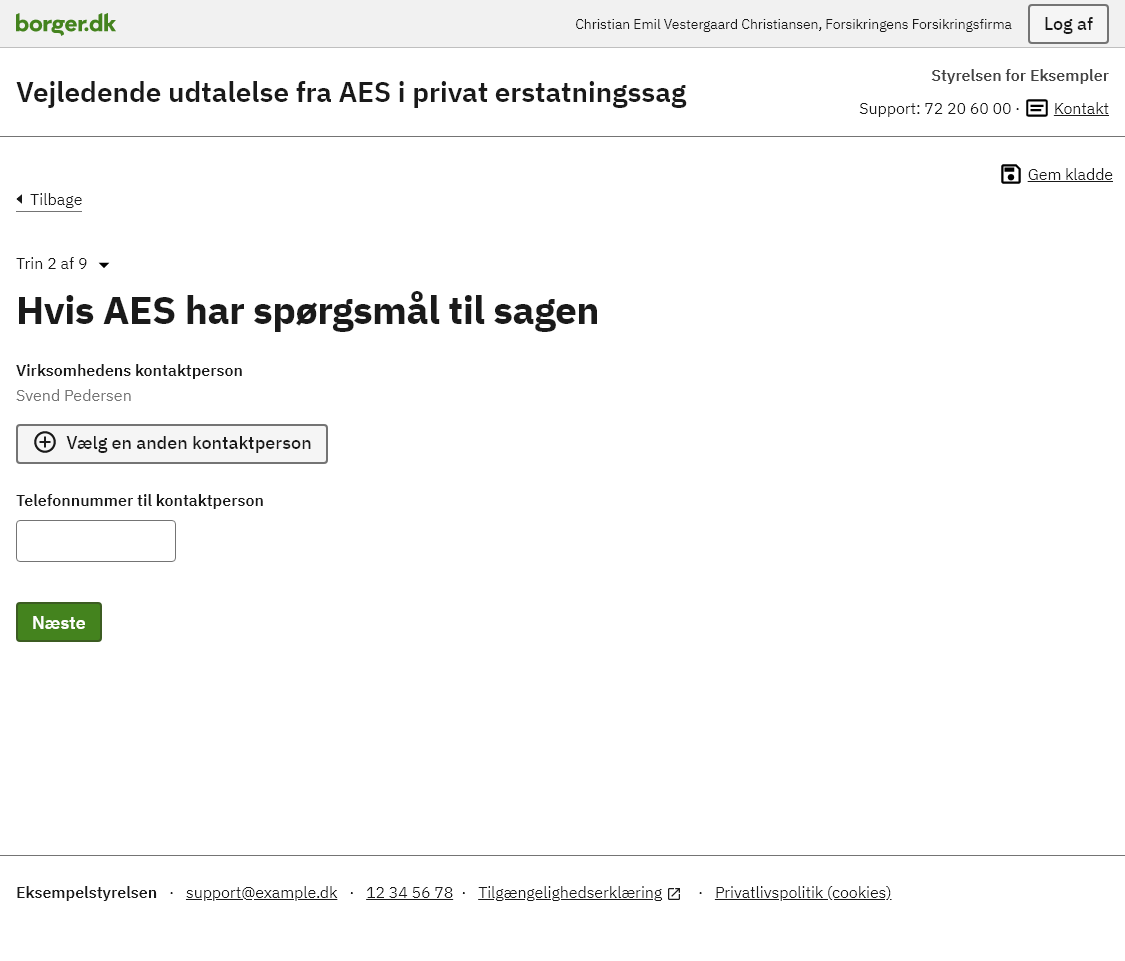 borger.dk
Christian Emil Vestergaard Christiansen, Forsikringens Forsikringsfirma
Log af
Vejledende udtalelse fra AES i privat erstatningssag
Styrelsen for Eksempler
Support: 72 20 60 00 · Kontakt
Gem kladde
Tilbage
Trin 2 af 9
Hvis AES har spørgsmål til sagen
Virksomhedens kontaktperson
Svend Pedersen
Vælg en anden kontaktperson
Telefonnummer til kontaktperson
Næste
Eksempelstyrelsen · support@example.dk · 12 34 56 78 · Tilgængelighedserklæring · Privatlivspolitik (cookies)